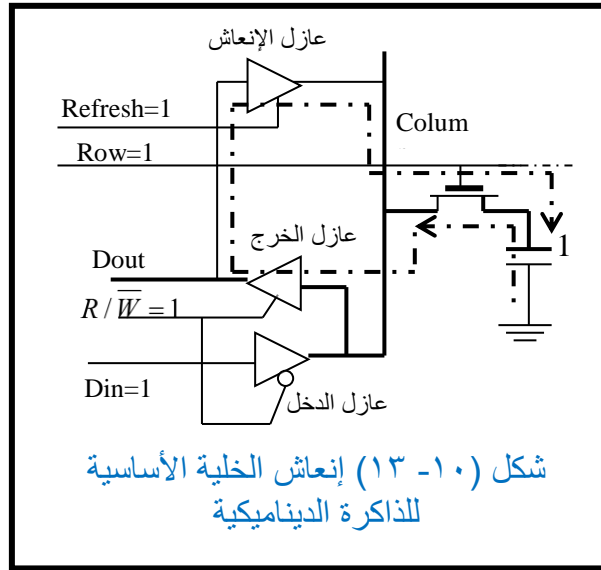 عازل الإنعاش
Refresh=1
Colum
Row=1
عازل الخرج
Dout
1
R / \overline{W} = 1
Din=1
عازل الدخل
شكل (١٠- ١٣) إنعاش الخلية الأساسية
للذاكرة الديناميكية